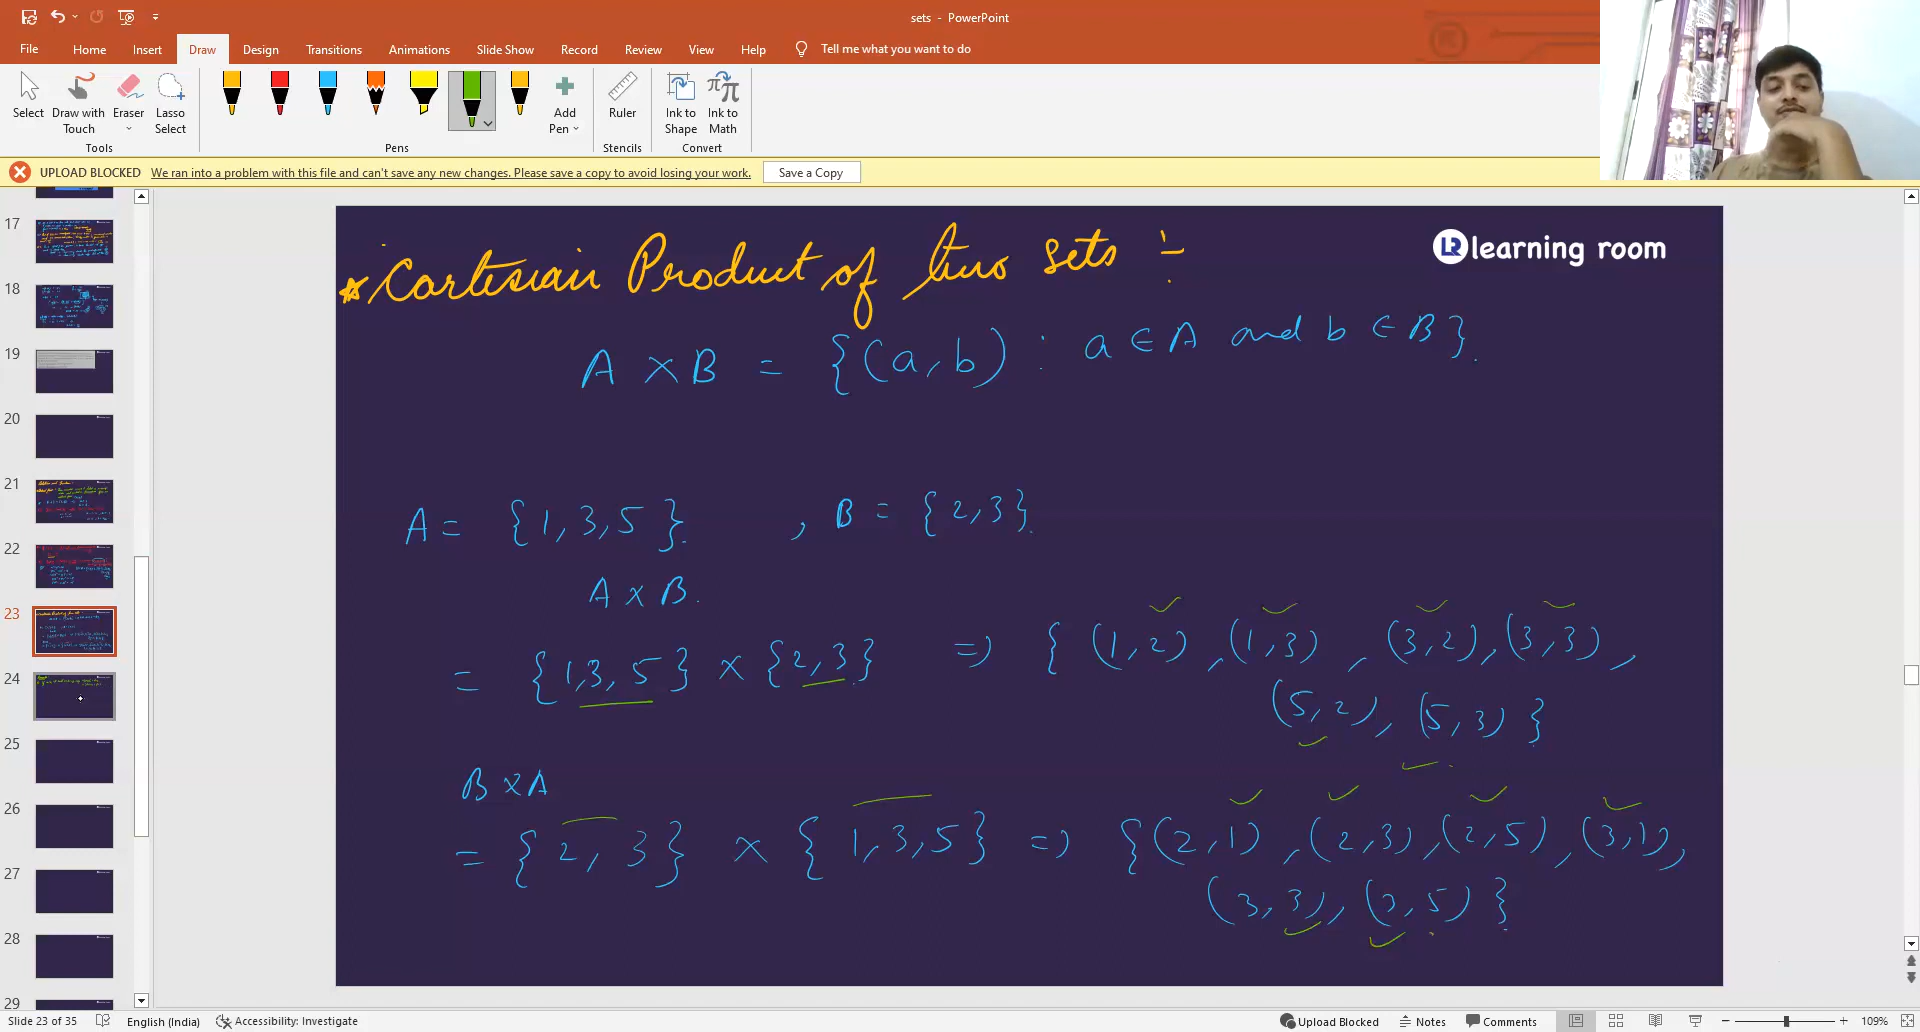 sets - PowerPoint
File Home Insert Draw Design Transitions Animations Slide Show Record Review View Help Tell me what you want to do
Select Draw with Touch Eraser Lasso Select Add Pen Ruler Ink to Shape Ink to Math
Tools Pens Stencils Convert
UPLOAD BLOCKED We ran into a problem with this file and can't save any new changes. Please save a copy to avoid losing your work. Save a Copy
17
18
19
20
21
22
23
24
25
26
27
28
29
LR learning room
* Cartesian Product of two sets :-
A × B = {(a, b) : a ∈ A and b ∈ B}.
A = {1, 3, 5}. , B = {2, 3}.
A × B.
= {1, 3, 5} × {2, 3} => { (1, 2), (1, 3), (3, 2), (3, 3),
(5, 2), (5, 3) }
B × A
= {2, 3} × {1, 3, 5} => {(2, 1), (2, 3), (2, 5), (3, 1),
(3, 3), (3, 5) }
Slide 23 of 35 English (India) Accessibility: Investigate Upload Blocked Notes Comments 109%